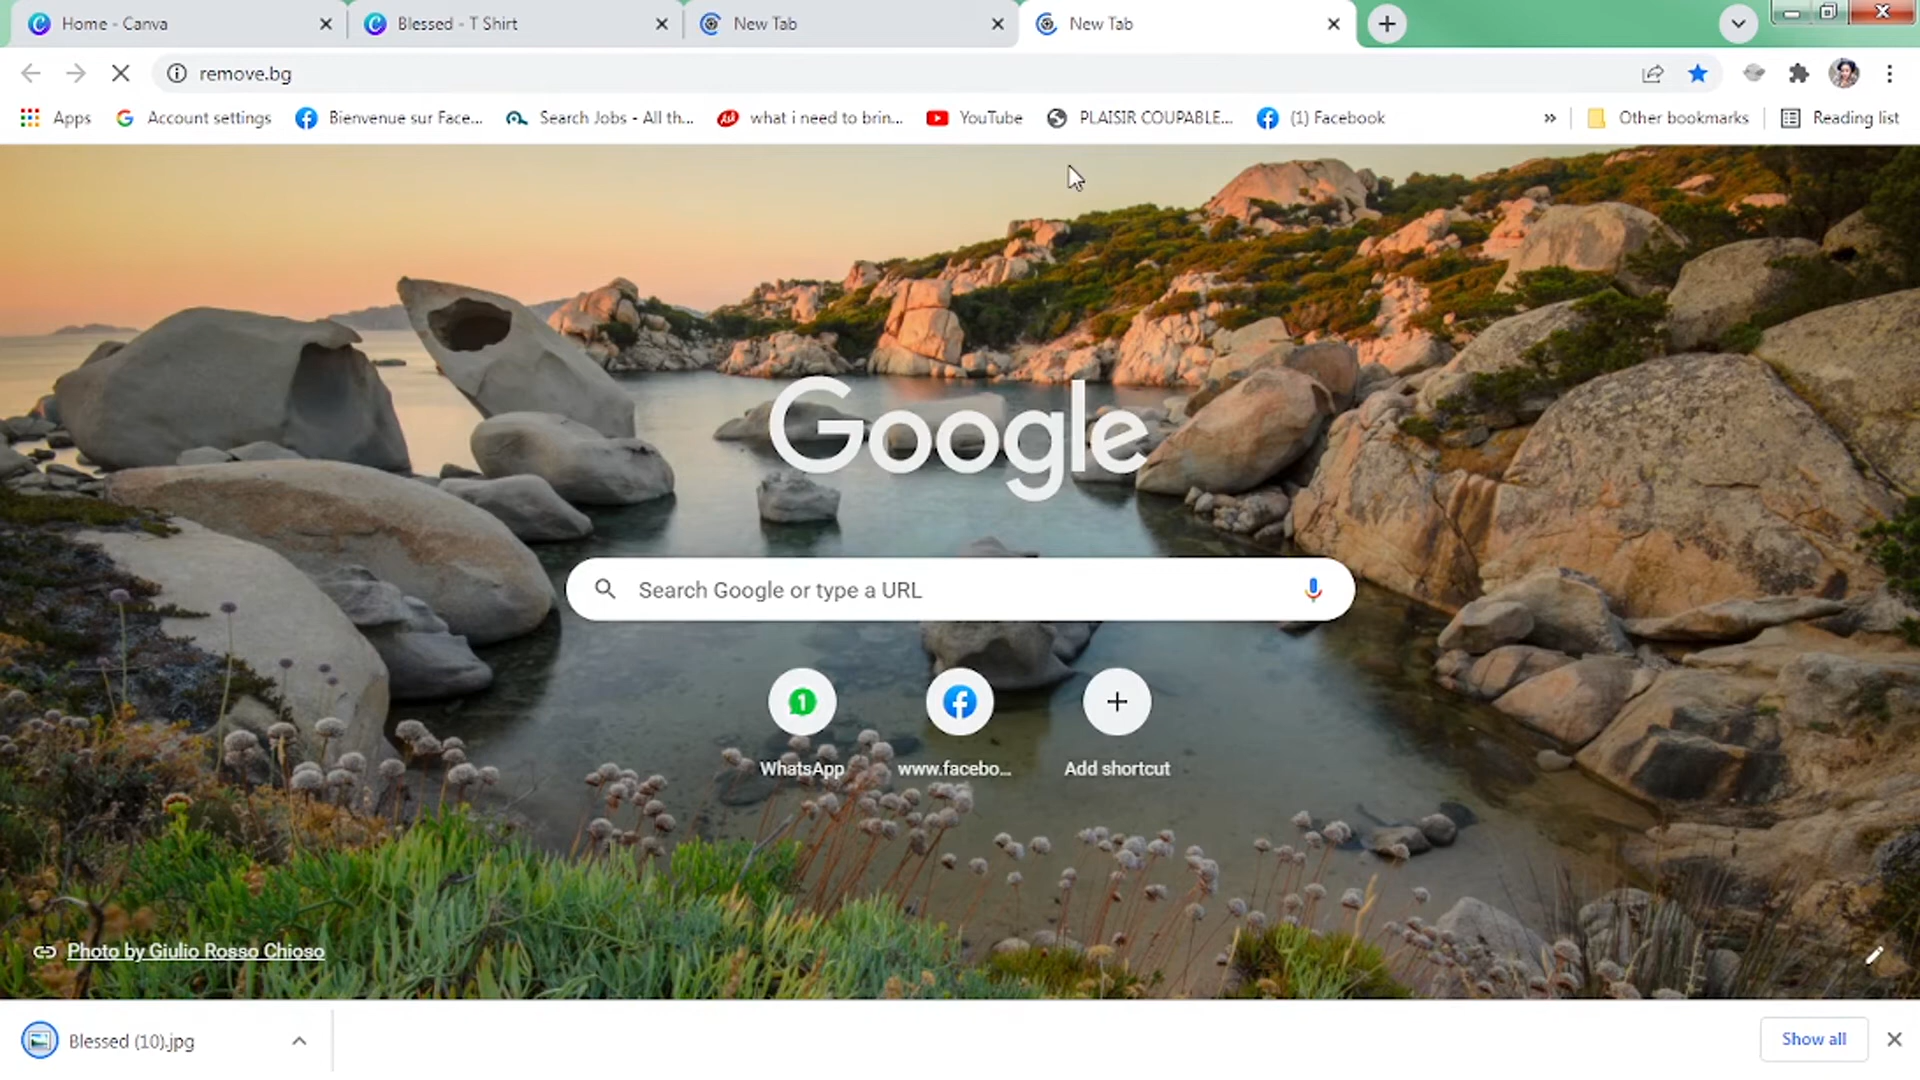 Home - Canva
Blessed - T Shirt
New Tab
New Tab
remove.bg
Apps
Account settings
Bienvenue sur Face...
Search Jobs - All th...
Ask
what i need to brin...
YouTube
PLAISIR COUPABLE...
(1) Facebook
»
Other bookmarks
Reading list
Google
Search Google or type a URL
1
WhatsApp
www.facebo...
Add shortcut
Photo by Giulio Rosso Chioso
Blessed (10).jpg
Show all